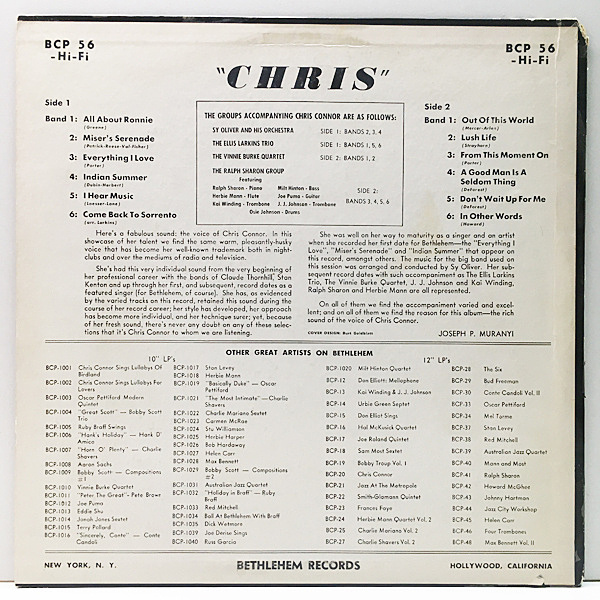 BCP 56
-Hi-Fi
BCP 56
-Hi-Fi
"CHRIS"
Side 1
Band 1: All About Ronnie
(Greene)
2: Miser's Serenade
(Patrick-Reese-Val-Fisher)
3: Everything I Love
(Porter)
4: Indian Summer
(Dubin-Herbert)
5: I Hear Music
(Loesser-Lane)
6: Come Back To Sorrento
(arr. Larkins)
THE GROUPS ACCOMPANYING CHRIS CONNOR ARE AS FOLLOWS:
SY OLIVER AND HIS ORCHESTRA SIDE 1: BANDS 2, 3, 4
THE ELLIS LARKINS TRIO SIDE 1: BANDS 1, 5, 6
THE VINNIE BURKE QUARTET SIDE 2: BANDS 1, 2
THE RALPH SHARON GROUP
Featuring
Ralph Sharon - Piano Milt Hinton - Bass
Herbie Mann - Flute Joe Puma - Guitar
Kai Winding - Trombone J. J. Johnson - Trombone
Osie Johnson - Drums
SIDE 2:
BANDS 3, 4, 5, 6
Side 2
Band 1: Out Of This World
(Mercer-Arlen)
2: Lush Life
(Strayhorn)
3: From This Moment On
(Porter)
4: A Good Man Is A
Seldom Thing
(DeForest)
5: Don't Wait Up For Me
(DeForest)
6: In Other Words
(Howard)
Here's a fabulous sound: the voice of Chris Connor. In this
showcase of her talent we find the same warm, pleasantly-husky
voice that has become her well-known trademark both in night-
clubs and over the mediums of radio and television.
She's had this very individual sound from the very beginning of
her professional career with the bands of Claude Thornhill, Stan
Kenton and up through her first, and subsequent, record dates as a
featured singer (for Bethlehem, of course). She has, as evidenced
by the varied tracks on this record, retained this sound during the
course of her record career; her style has developed, her approach
has become more individual, and her technique surer; yet, because
of her fresh sound, there's never any doubt on any of these selec-
tions that it's Chris Connor to whom we are listening.
She was well on her way to maturity as a singer and an artist
when she recorded her first date for Bethlehem—the "Everything I
Love", "Miser's Serenade" and "Indian Summer" that appear on
this record, amongst others. The music for the big band used on
this session was arranged and conducted by Sy Oliver. Her sub-
sequent record dates with such accompaniment as The Ellis Larkins
Trio, The Vinnie Burke Quartet, J. J. Johnson and Kai Winding,
Ralph Sharon and Herbie Mann are all represented.
On all of them we find the accompaniment varied and excel-
lent; and on all of them we find the reason for this album—the rich
sound of the voice of Chris Connor.
COVER DESIGN: Burt Goldblatt JOSEPH P. MURANYI
OTHER GREAT ARTISTS ON BETHLEHEM
10" LP's
12" LP's
BCP-1001 Chris Connor Sings Lullabys Of
Birdland
BCP-1002 Chris Connor Sings Lullabys For
Lovers
BCP-1003 Oscar Pettiford Modern
Quintet
BCP-1004 "Great Scott" — Bobby Scott
Trio
BCP-1005 Ruby Braff Swings
BCP-1006 "Hank's Holiday" — Hank D'
Amico
BCP-1007 "Horn O' Plenty" — Charlie
Shavers
BCP-1008 Aaron Sachs
BCP-1009 Bobby Scott — Compositions
#1
BCP-1010 Vinnie Burke Quartet
BCP-1011 "Peter The Great" - Pete Brown
BCP-1012 Joe Puma
BCP-1013 Eddie Shu
BCP-1014 Jonah Jones Sextet
BCP-1015 Terry Pollard
BCP-1016 "Sincerely, Conte" — Conte
Candoli
BCP-1017 Stan Levey
BCP-1018 Herbie Mann
BCP-1019 "Basically Duke" — Oscar
Pettiford
BCP-1021 "The Most Intimate" — Charlie
Shavers
BCP-1022 Charlie Mariano Sextet
BCP-1023 Carmen McRae
BCP-1024 Stu Williamson
BCP-1025 Herbie Harper
BCP-1026 Bob Hardaway
BCP-1027 Helen Carr
BCP-1028 Max Bennett
BCP-1029 Bobby Scott — Compositions
#2
BCP-1031 Australian Jazz Quartet
BCP-1032 "Holiday in Braff" — Ruby
Braff
BCP-1033 Red Mitchell
BCP-1034 Ball At Bethlehem With Braff
BCP-1035 Dick Wetmore
BCP-1039 Joe Derise Sings
BCP-1040 Russ Garcia
BCP-1020 Milt Hinton Quartet
BCP-12 Don Elliott: Mellophone
BCP-13 Kai Winding & J. J. Johnson
BCP-14 Urbie Green Septet
BCP-15 Don Elliot Sings
BCP-16 Hal McKusick Quartet
BCP-17 Joe Roland Quintet
BCP-18 Sam Most Sextet
BCP-19 Bobby Troup Vol. 1
BCP-20 Chris Connor
BCP-21 Jazz At The Metropole
BCP-22 Smith-Glamann Quintet
BCP-23 Frances Faye
BCP-24 Herbie Mann Quartet Vol. 2
BCP-25 Charlie Mariano Vol. 2
BCP-27 Charlie Shavers Vol. 2
BCP-28 The Six
BCP-29 Bud Freeman
BCP-30 Conte Candoli Vol. II
BCP-33 Oscar Pettiford
BCP-34 Mel Torme
BCP-37 Stan Levey
BCP-38 Red Mitchell
BCP-39 Australian Jazz Quartet
BCP-40 Mann and Most
BCP-41 Ralph Sharon
BCP-42 Howard McGhee
BCP-43 Johnny Hartman
BCP-44 Jazz City Workshop
BCP-45 Helen Carr
BCP-46 Four Trombones
BCP-48 Max Bennett Vol. II
NEW YORK, N. Y. BETHLEHEM RECORDS HOLLYWOOD, CALIFORNIA